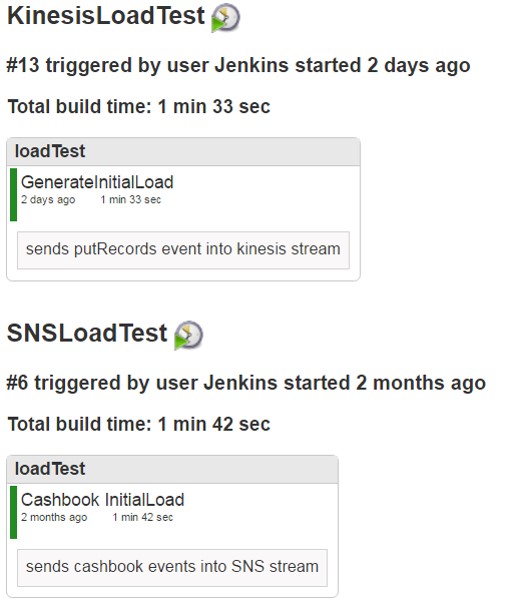 KinesisLoadTest
#13 triggered by user Jenkins started 2 days ago
Total build time: 1 min 33 sec
loadTest
GenerateInitialLoad
2 days ago 1 min 33 sec
sends putRecords event into kinesis stream
SNSLoadTest
#6 triggered by user Jenkins started 2 months ago
Total build time: 1 min 42 sec
loadTest
Cashbook InitialLoad
2 months ago 1 min 42 sec
sends cashbook events into SNS stream